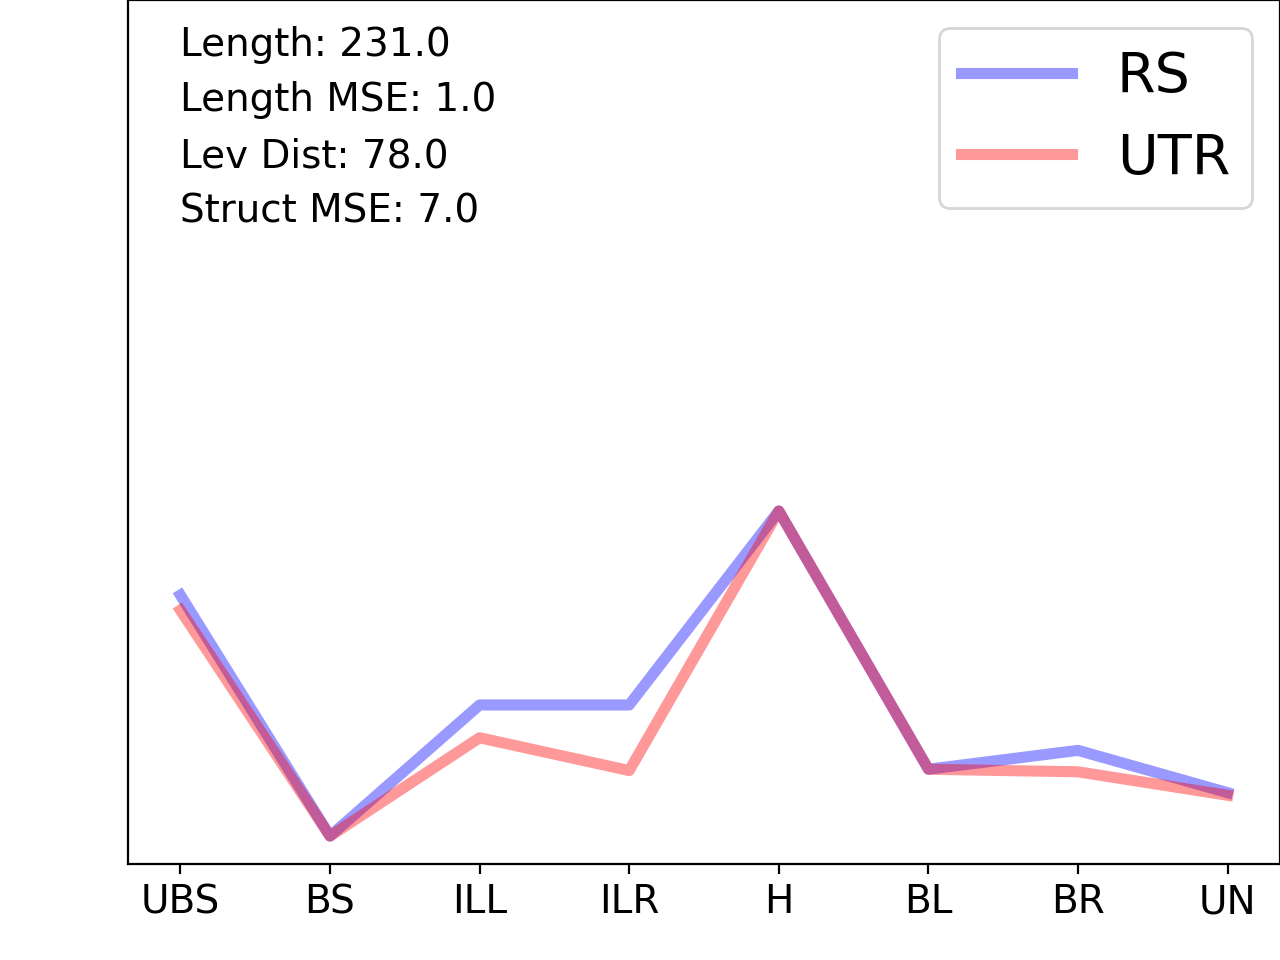 Length: 231.0
Length MSE: 1.0
Lev Dist: 78.0
Struct MSE: 7.0
RS
UTR
UBS BS ILL ILR H BL BR UN